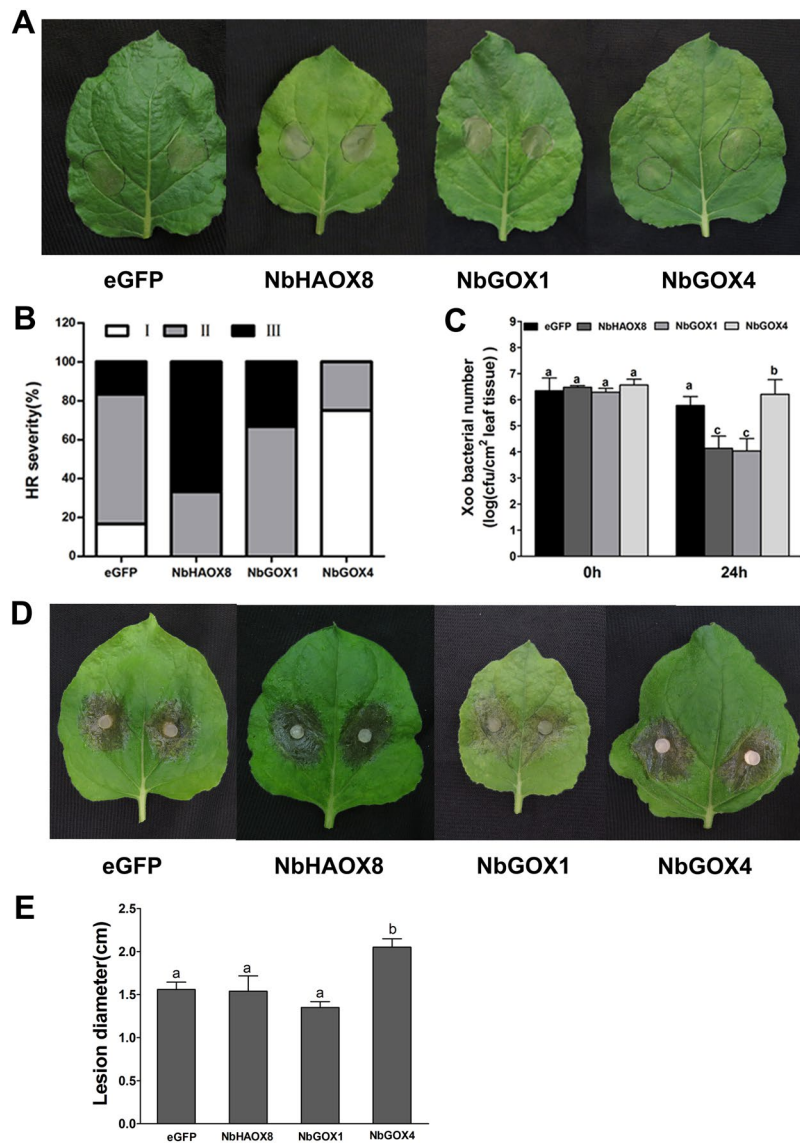 A
eGFP NbHAOX8 NbGOX1 NbGOX4
B
I II III
HR severity(%)
120
100
80
60
40
20
0
eGFP NbHAOX8 NbGOX1 NbGOX4
C
eGFP NbHAOX8 NbGOX1 NbGOX4
Xoo bacterial number
(log(cfu/cm² leaf tissue) )
9
8
7
6
5
4
3
2
1
0
a a a a a c c b
0h 24h
D
eGFP NbHAOX8 NbGOX1 NbGOX4
E
Lesion diameter(cm)
2.5
2.0
1.5
1.0
0.5
0.0
a a a b
eGFP NbHAOX8 NbGOX1 NbGOX4